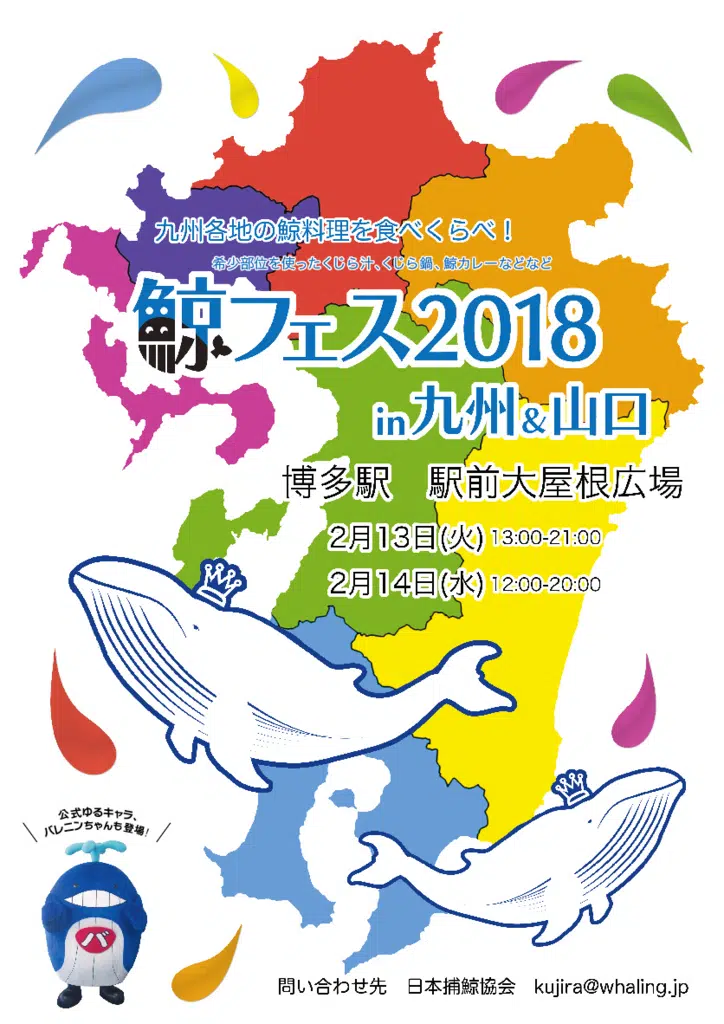 九州各地の鯨料理を食べくらべ！
希少部位を使ったくじら汁、くじら鍋、鯨カレーなどなど
鯨フェス2018
in九州&山口
博多駅　駅前大屋根広場
2月13日(火) 13:00-21:00
2月14日(水) 12:00-20:00
公式ゆるキャラ、
バレニンちゃんも登場!
バ
問い合わせ先　日本捕鯨協会　kujira@whaling.jp